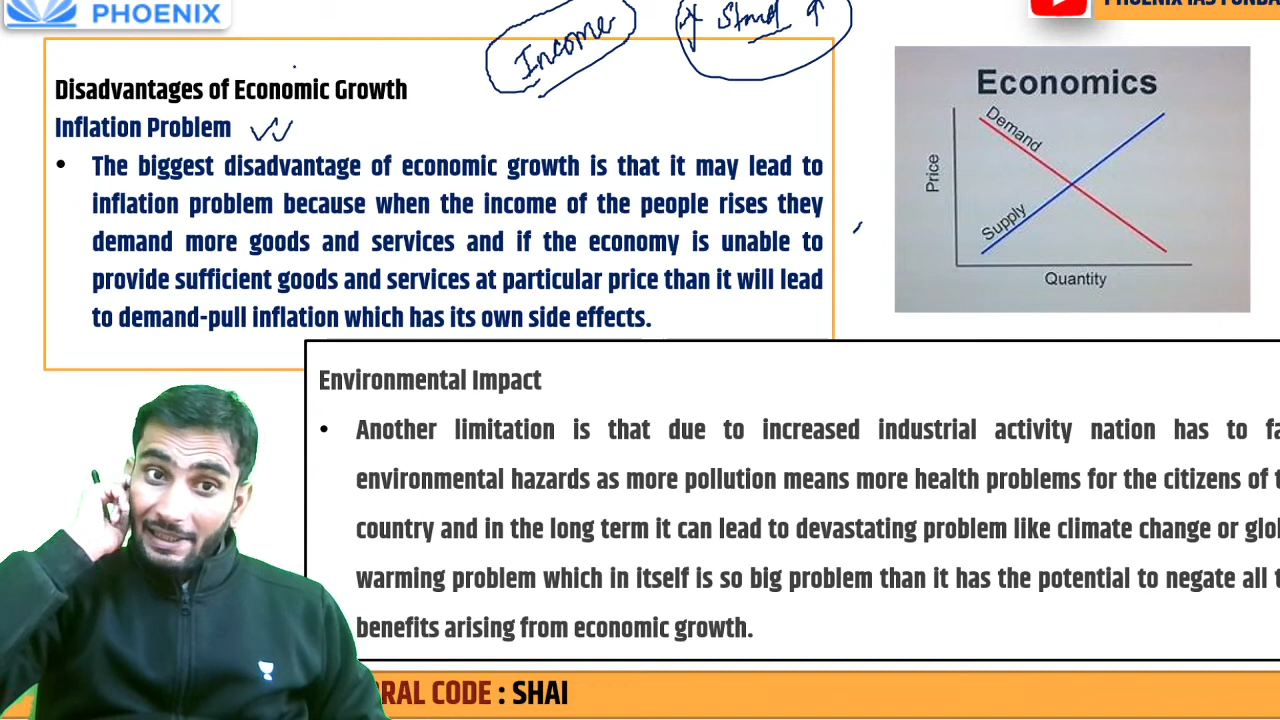 PHOENIX
PHOENIX IAS FUNDA
Income
Stand
Disadvantages of Economic Growth
Inflation Problem
• The biggest disadvantage of economic growth is that it may lead to
inflation problem because when the income of the people rises they
demand more goods and services and if the economy is unable to
provide sufficient goods and services at particular price than it will lead
to demand-pull inflation which has its own side effects.
Economics
Demand
Price
Supply
Quantity
Environmental Impact
• Another limitation is that due to increased industrial activity nation has to fa
environmental hazards as more pollution means more health problems for the citizens of t
country and in the long term it can lead to devastating problem like climate change or glo
warming problem which in itself is so big problem than it has the potential to negate all t
benefits arising from economic growth.
RAL CODE : SHAI